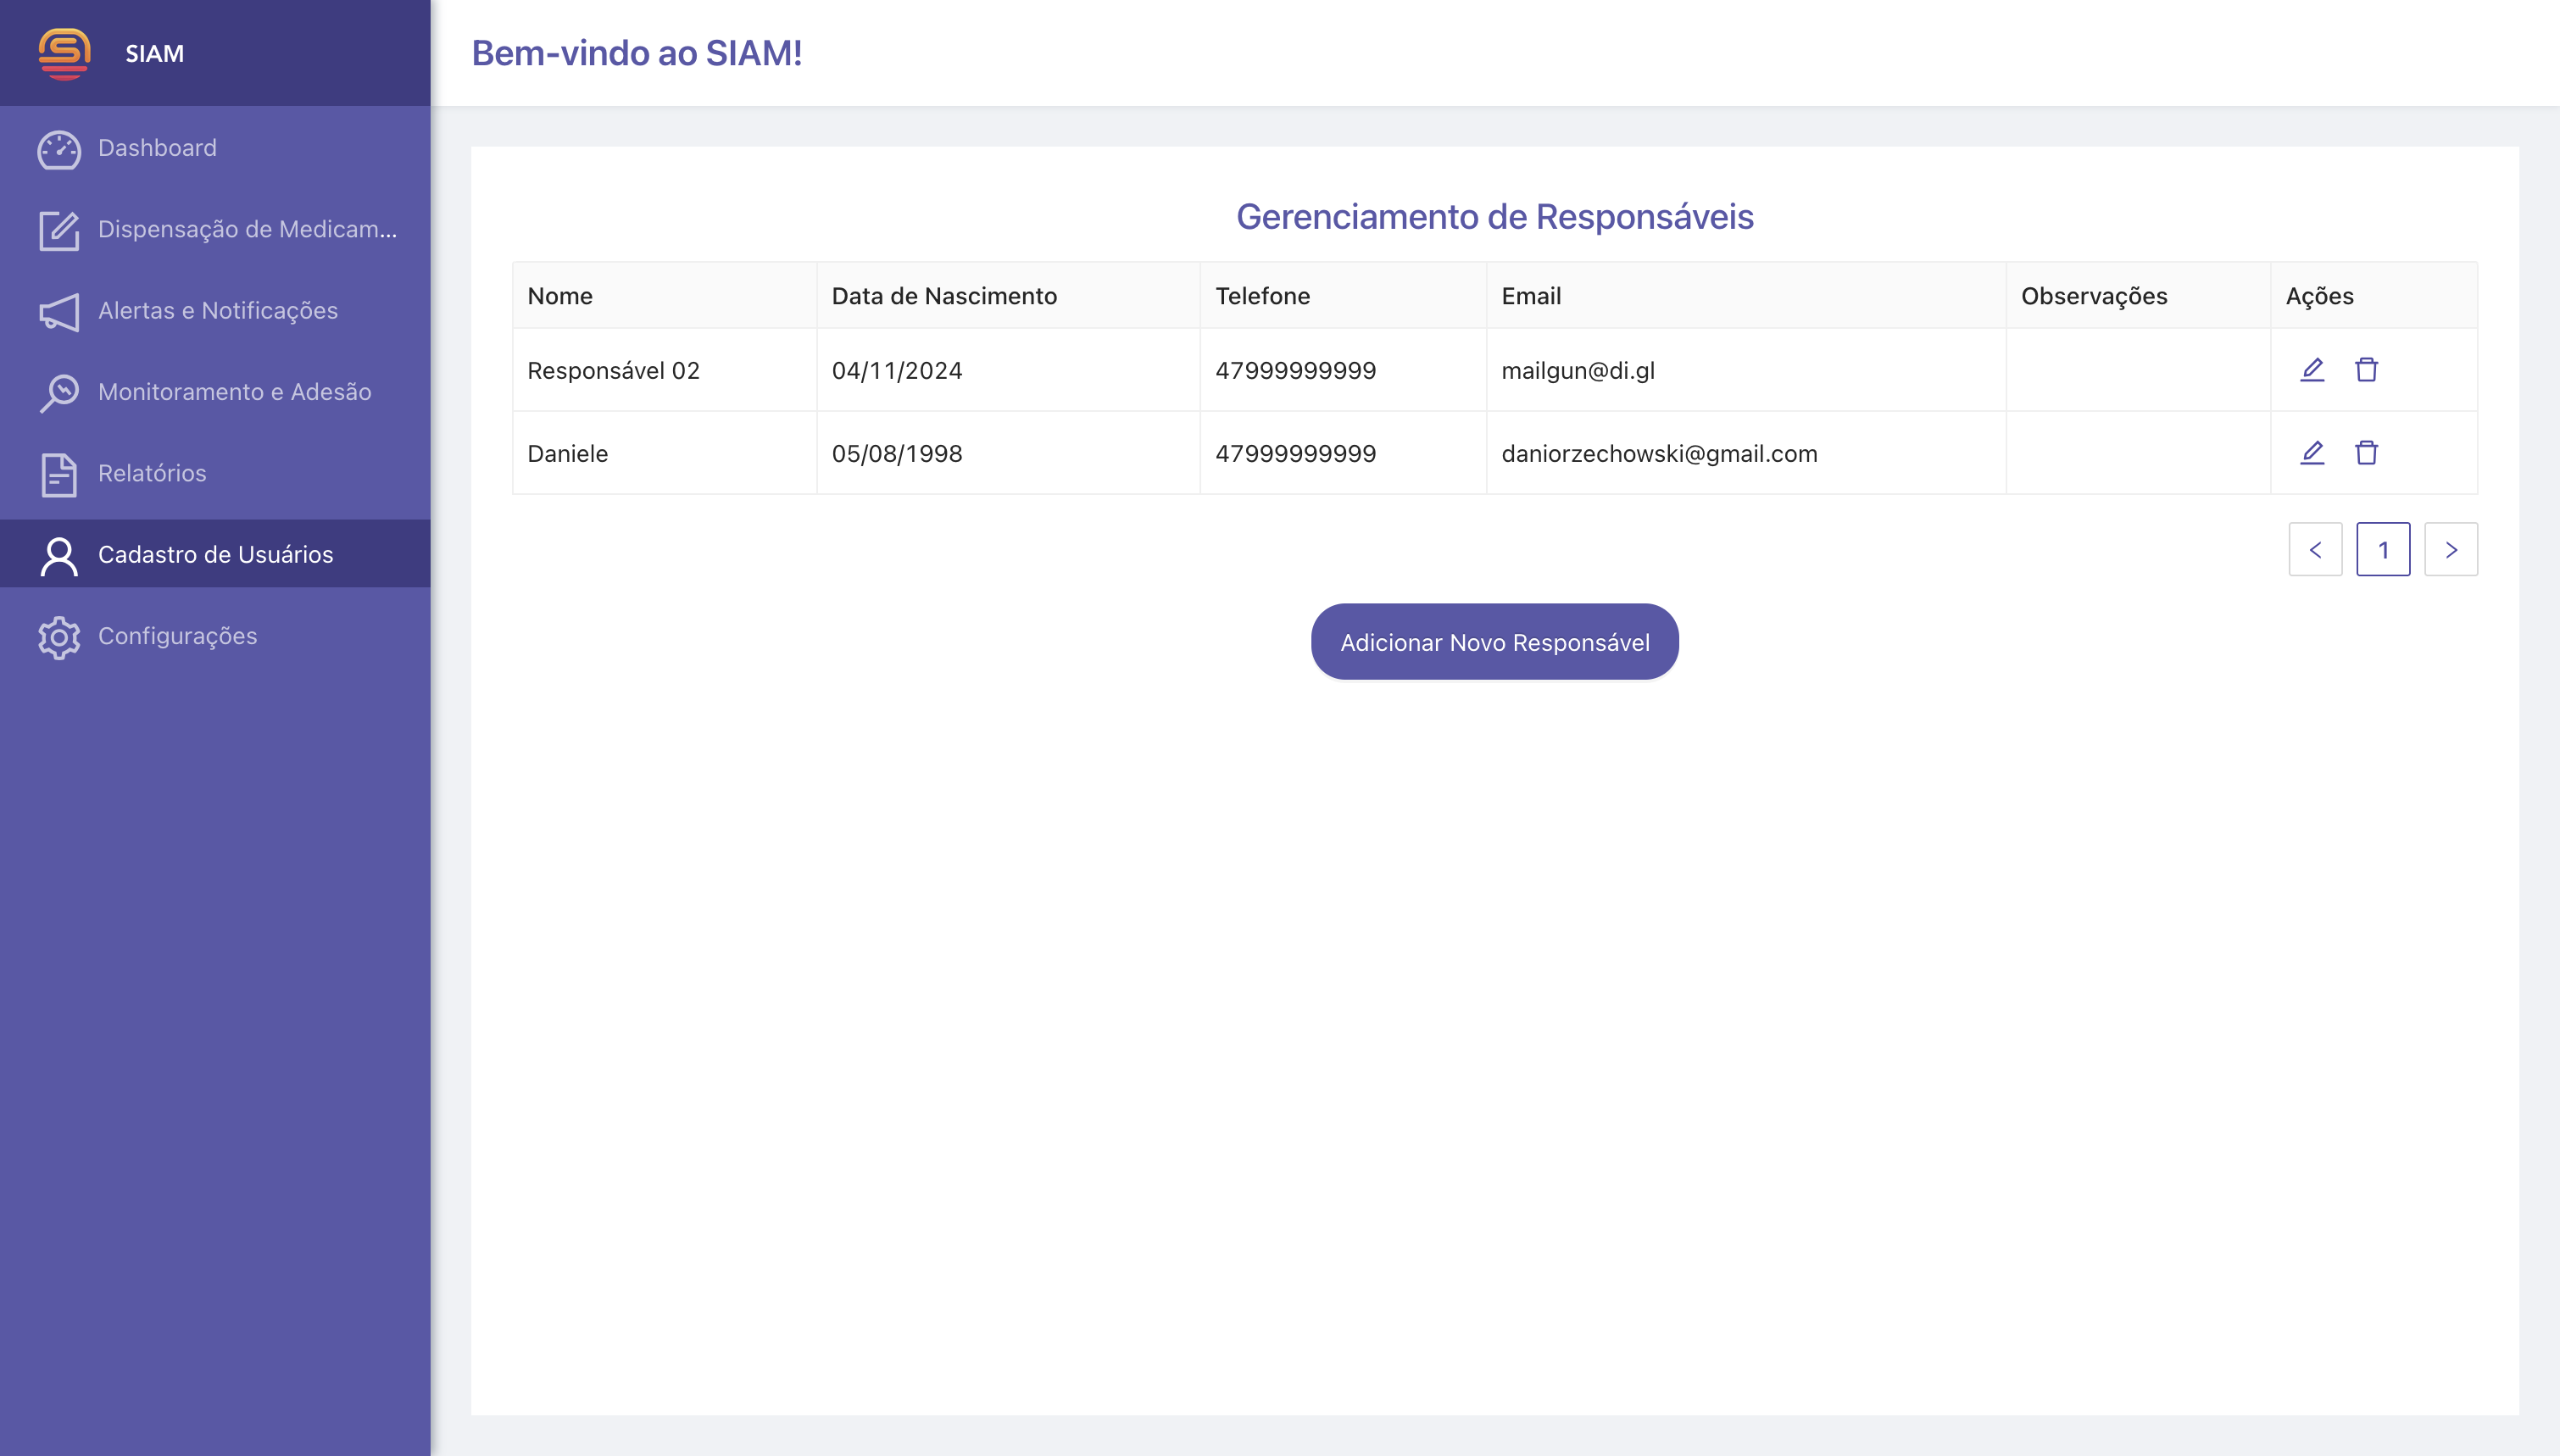 SIAM
Bem-vindo ao SIAM!
Dashboard
Dispensação de Medicam...
Alertas e Notificações
Monitoramento e Adesão
Relatórios
Cadastro de Usuários
Configurações
Gerenciamento de Responsáveis
Nome Data de Nascimento Telefone Email Observações Ações
Responsável 02 04/11/2024 47999999999 mailgun@di.gl
Daniele 05/08/1998 47999999999 daniorzechowski@gmail.com
< 1 >
Adicionar Novo Responsável